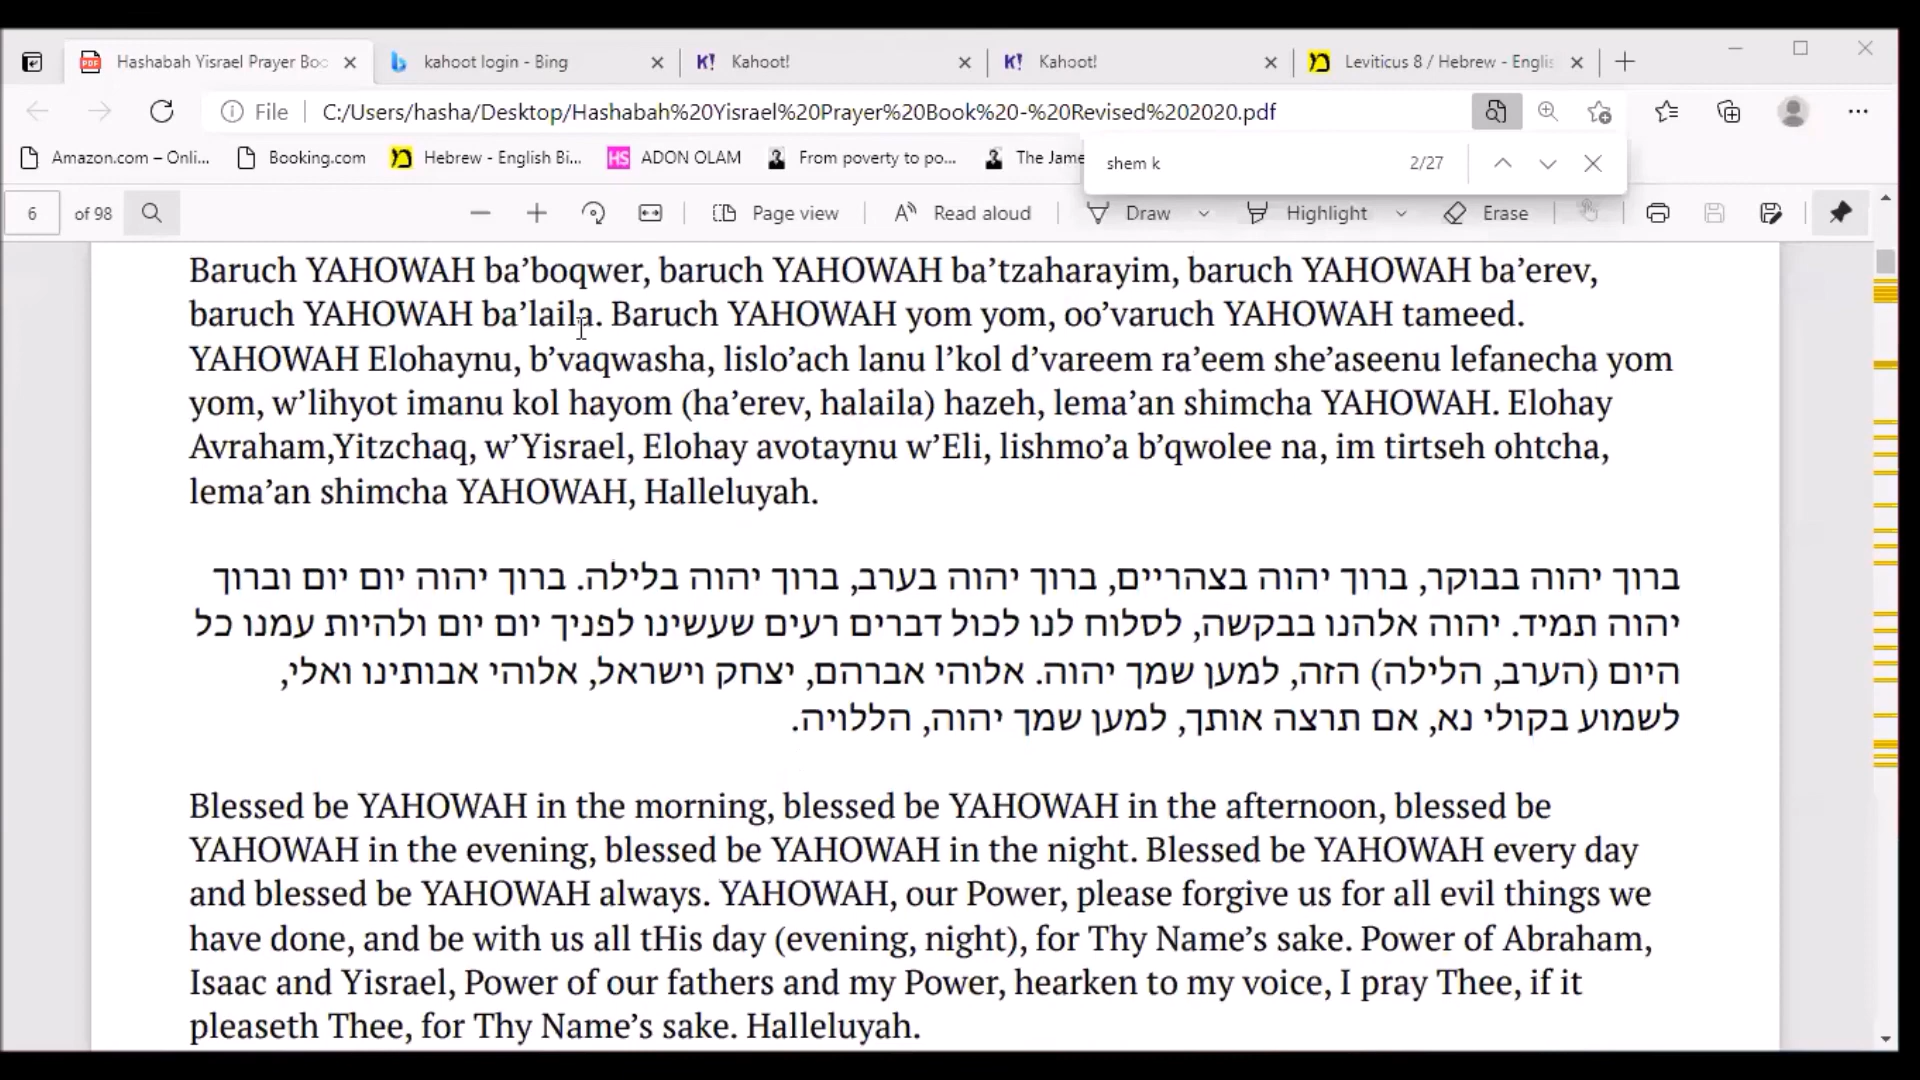 Hashabah Yisrael Prayer Boo
kahoot login - Bing
Kahoot!
Kahoot!
Leviticus 8 / Hebrew - Englis
File
C:/Users/hasha/Desktop/Hashabah%20Yisrael%20Prayer%20Book%20-%20Revised%202020.pdf
Amazon.com – Onli...
Booking.com
Hebrew - English Bi...
HS
ADON OLAM
From poverty to po...
The Jame
shem k
2/27
6
of 98
Page view
Read aloud
Draw
Highlight
Erase
Baruch YAHOWAH ba’boqwer, baruch YAHOWAH ba’tzaharayim, baruch YAHOWAH ba’erev,
baruch YAHOWAH ba’laila. Baruch YAHOWAH yom yom, oo’varuch YAHOWAH tameed.
YAHOWAH Elohaynu, b’vaqwasha, lislo’ach lanu l’kol d’vareem ra’eem she’aseenu lefanecha yom
yom, w’lihyot imanu kol hayom (ha’erev, halaila) hazeh, lema’an shimcha YAHOWAH. Elohay
Avraham,Yitzchaq, w’Yisrael, Elohay avotaynu w’Eli, lishmo’a b’qwolee na, im tirtseh ohtcha,
lema’an shimcha YAHOWAH, Halleluyah.
ברוך יהוה בבוקר, ברוך יהוה בצהריים, ברוך יהוה בערב, ברוך יהוה בלילה. ברוך יהוה יום יום וברוך
יהוה תמיד. יהוה אלהנו בבקשה, לסלוח לנו לכול דברים רעים שעשינו לפניך יום יום ולהיות עמנו כל
היום (הערב, הלילה) הזה, למען שמך יהוה. אלוהי אברהם, יצחק וישראל, אלוהי אבותינו ואלי,
לשמוע בקולי נא, אם תרצה אותך, למען שמך יהוה, הללויה.
Blessed be YAHOWAH in the morning, blessed be YAHOWAH in the afternoon, blessed be
YAHOWAH in the evening, blessed be YAHOWAH in the night. Blessed be YAHOWAH every day
and blessed be YAHOWAH always. YAHOWAH, our Power, please forgive us for all evil things we
have done, and be with us all tHis day (evening, night), for Thy Name’s sake. Power of Abraham,
Isaac and Yisrael, Power of our fathers and my Power, hearken to my voice, I pray Thee, if it
pleaseth Thee, for Thy Name’s sake. Halleluyah.